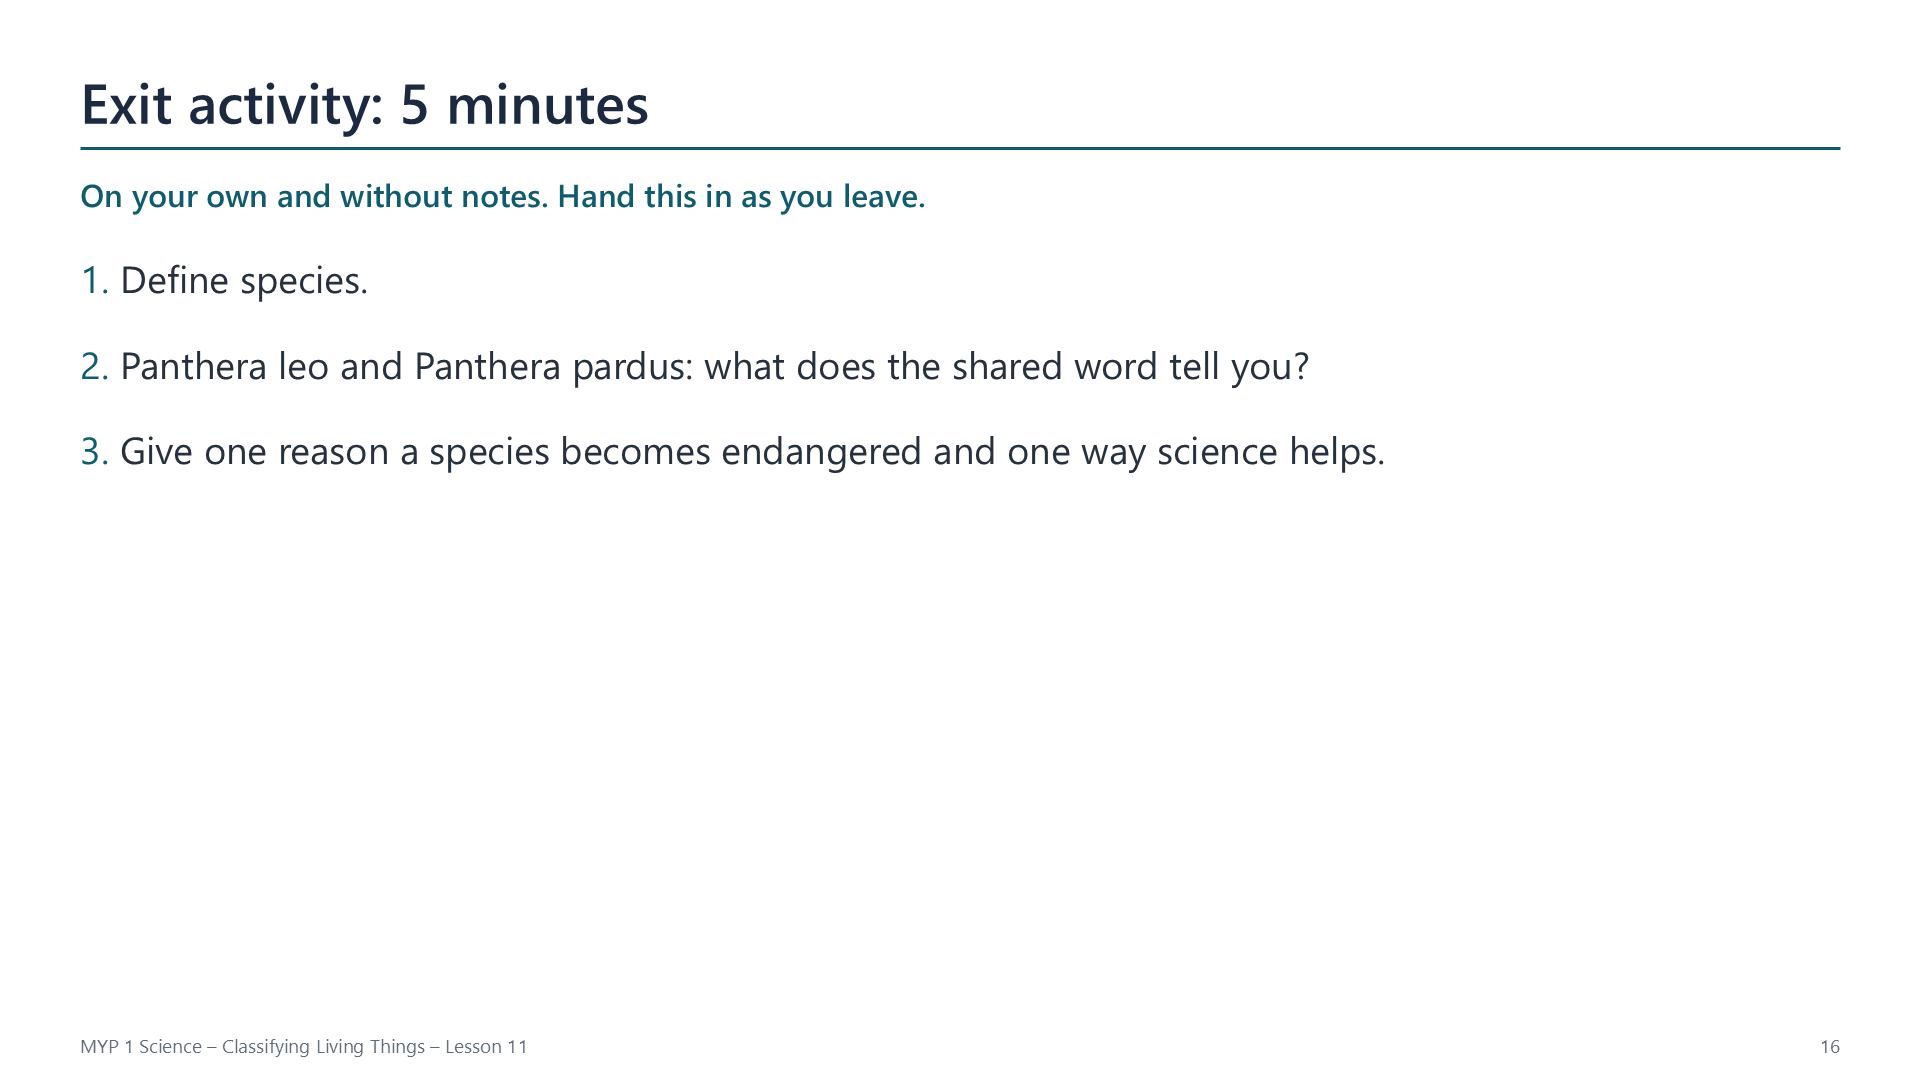 Exit activity: 5 minutes
On your own and without notes. Hand this in as you leave.
1. Define species.
2. Panthera leo and Panthera pardus: what does the shared word tell you?
3. Give one reason a species becomes endangered and one way science helps.
MYP 1 Science – Classifying Living Things – Lesson 11
16